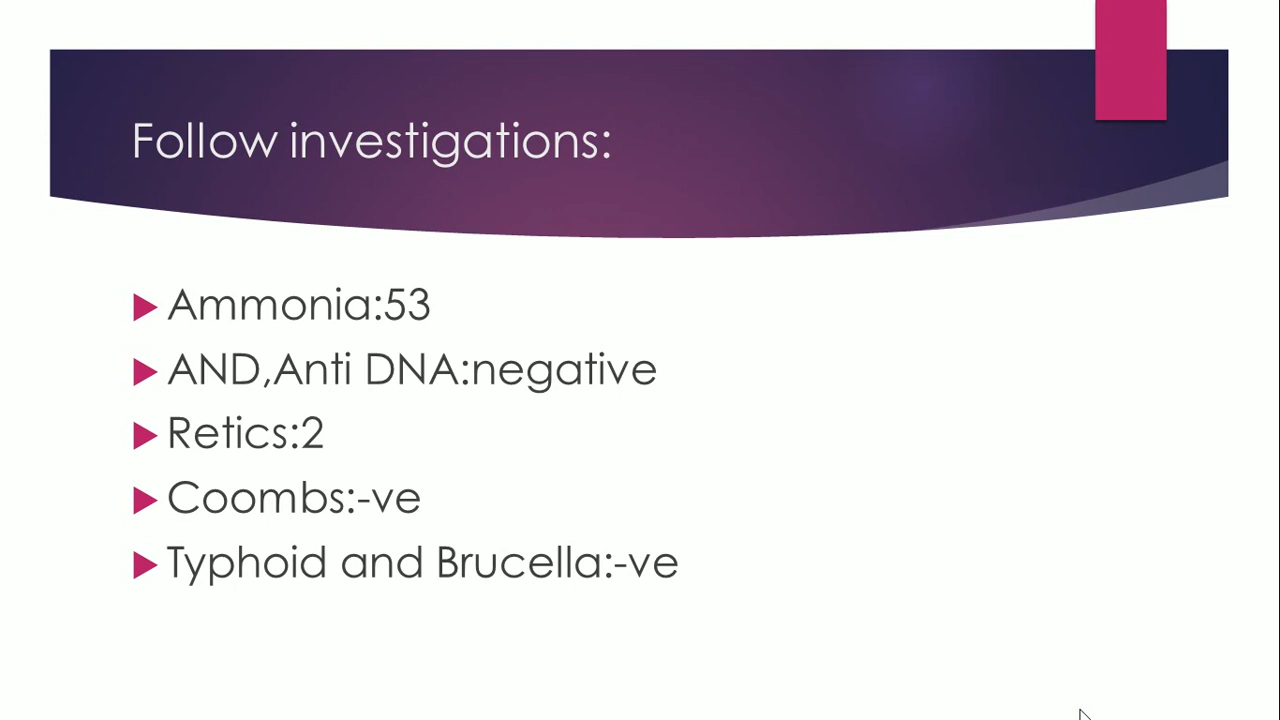 Follow investigations:
Ammonia:53
AND,Anti DNA:negative
Retics:2
Coombs:-ve
Typhoid and Brucella:-ve